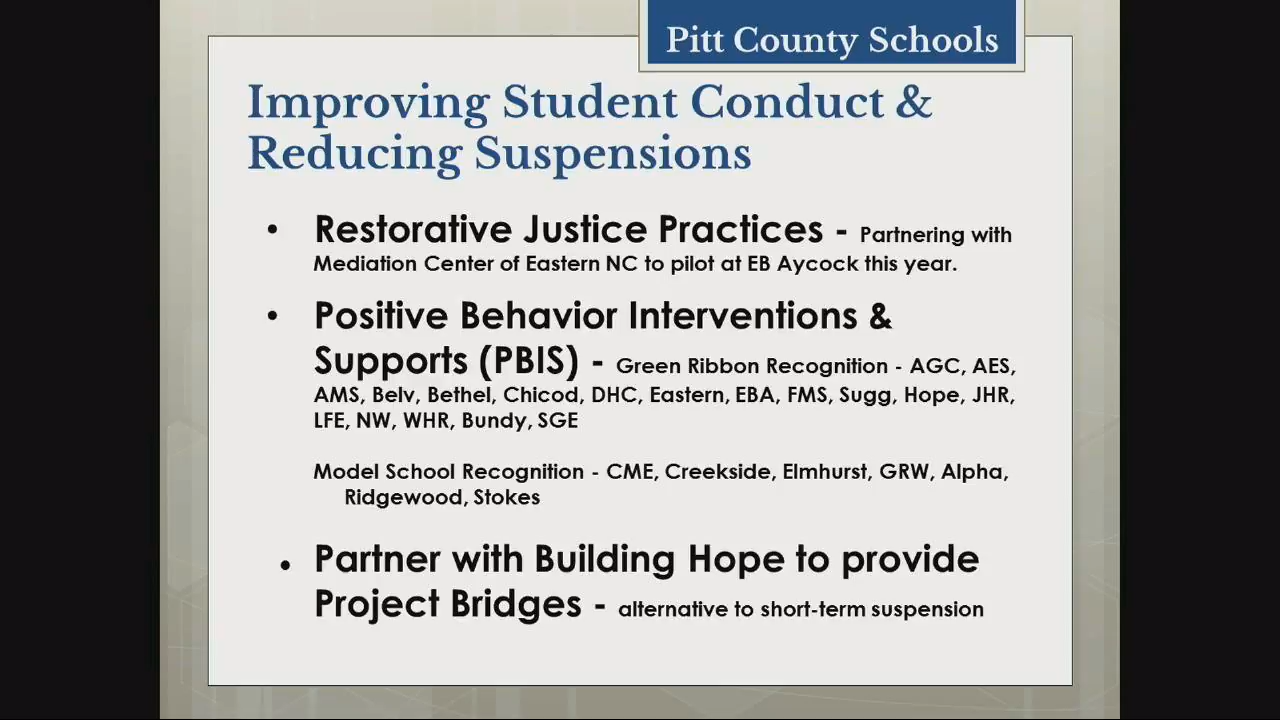 Pitt County Schools
Improving Student Conduct &
Reducing Suspensions
• Restorative Justice Practices - Partnering with
Mediation Center of Eastern NC to pilot at EB Aycock this year.
• Positive Behavior Interventions &
Supports (PBIS) - Green Ribbon Recognition - AGC, AES,
AMS, Belv, Bethel, Chicod, DHC, Eastern, EBA, FMS, Sugg, Hope, JHR,
LFE, NW, WHR, Bundy, SGE
Model School Recognition - CME, Creekside, Elmhurst, GRW, Alpha,
Ridgewood, Stokes
• Partner with Building Hope to provide
Project Bridges - alternative to short-term suspension